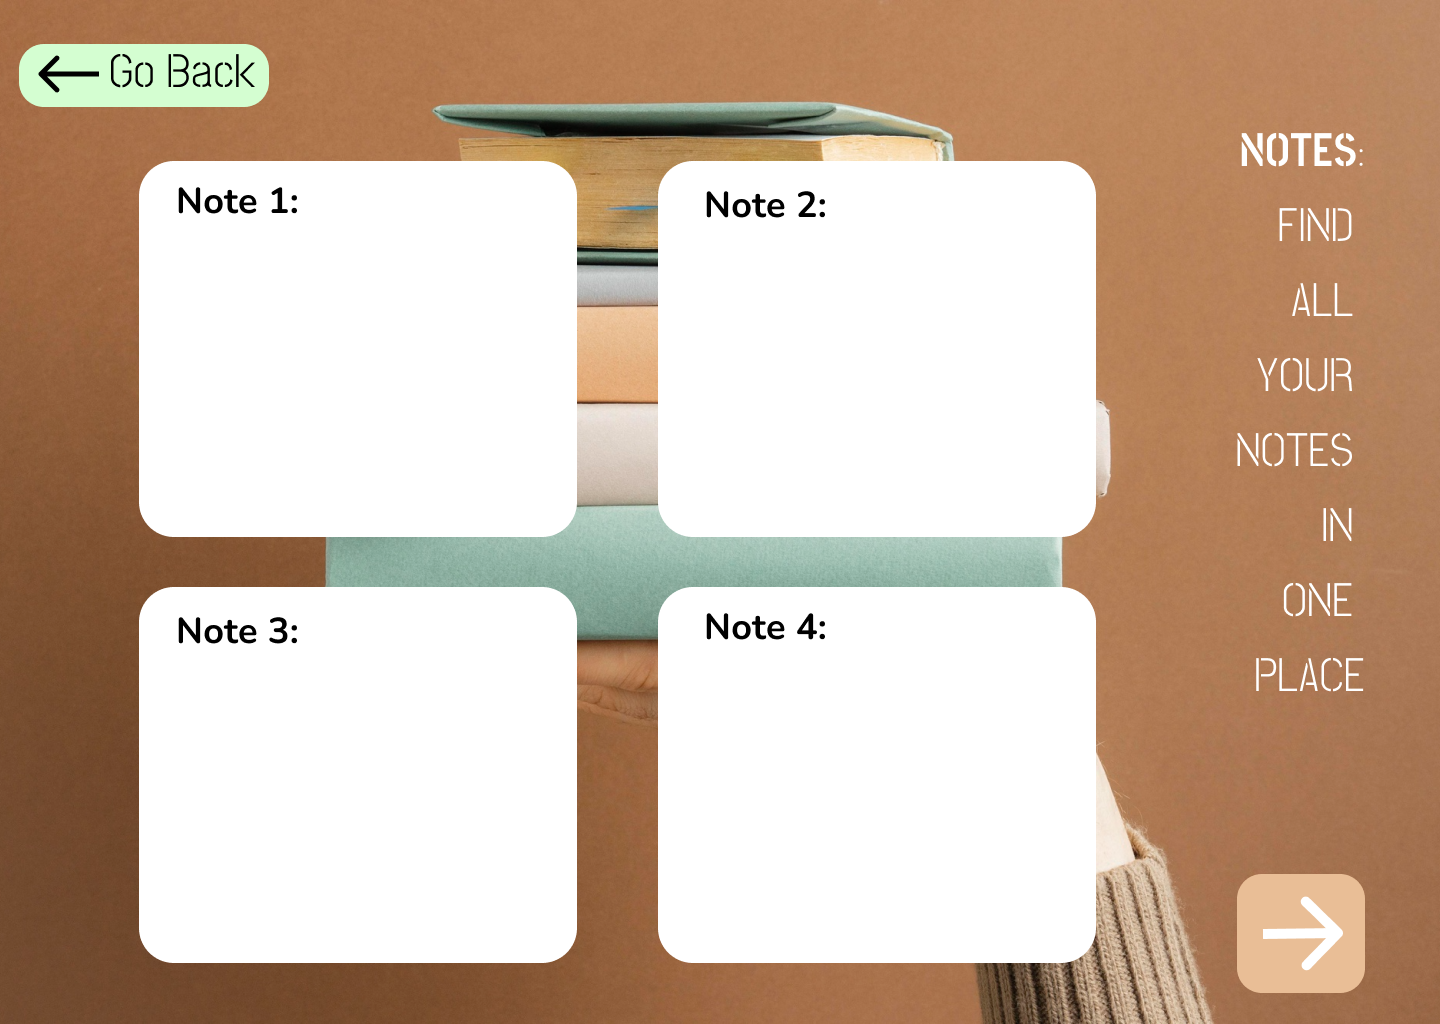 Go Back
Note 1:
Note 2:
Note 3:
Note 4:
NOTES:
FIND
ALL
YOUR
NOTES
IN
ONE
PLACE